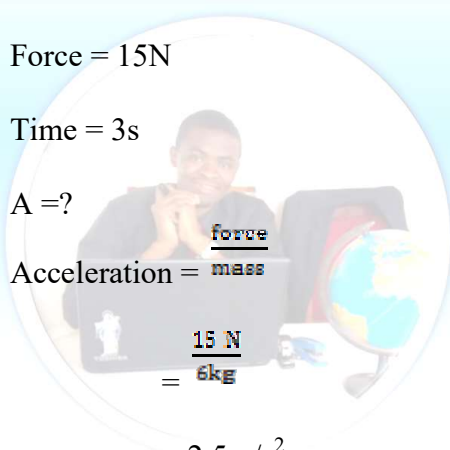 Force = 15N
Time = 3s
A =?
Acceleration = force/mass
= 15 N/6kg